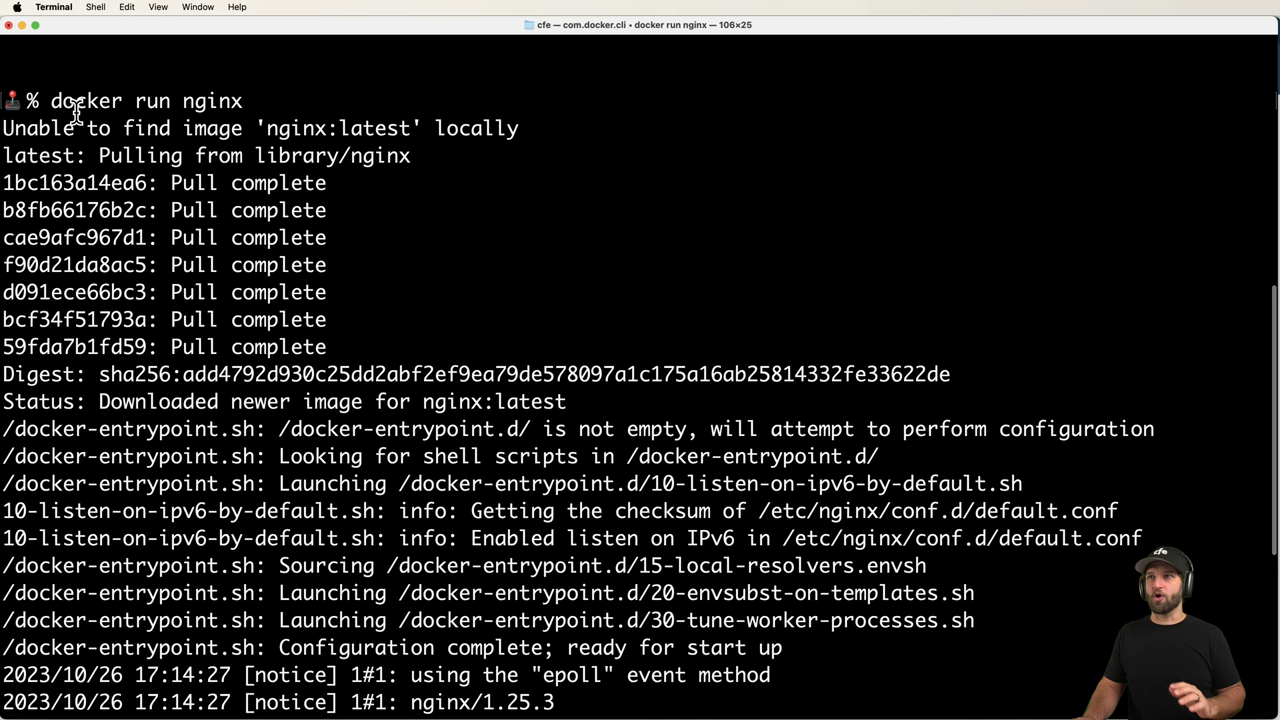 Terminal Shell Edit View Window Help
cfe — com.docker.cli • docker run nginx — 106×25
% docker run nginx
Unable to find image 'nginx:latest' locally
latest: Pulling from library/nginx
1bc163a14ea6: Pull complete
b8fb66176b2c: Pull complete
cae9afc967d1: Pull complete
f90d21da8ac5: Pull complete
d091ece66bc3: Pull complete
bcf34f51793a: Pull complete
59fda7b1fd59: Pull complete
Digest: sha256:add4792d930c25dd2abf2ef9ea79de578097a1c175a16ab25814332fe33622de
Status: Downloaded newer image for nginx:latest
/docker-entrypoint.sh: /docker-entrypoint.d/ is not empty, will attempt to perform configuration
/docker-entrypoint.sh: Looking for shell scripts in /docker-entrypoint.d/
/docker-entrypoint.sh: Launching /docker-entrypoint.d/10-listen-on-ipv6-by-default.sh
10-listen-on-ipv6-by-default.sh: info: Getting the checksum of /etc/nginx/conf.d/default.conf
10-listen-on-ipv6-by-default.sh: info: Enabled listen on IPv6 in /etc/nginx/conf.d/default.conf
/docker-entrypoint.sh: Sourcing /docker-entrypoint.d/15-local-resolvers.envsh
/docker-entrypoint.sh: Launching /docker-entrypoint.d/20-envsubst-on-templates.sh
/docker-entrypoint.sh: Launching /docker-entrypoint.d/30-tune-worker-processes.sh
/docker-entrypoint.sh: Configuration complete; ready for start up
2023/10/26 17:14:27 [notice] 1#1: using the "epoll" event method
2023/10/26 17:14:27 [notice] 1#1: nginx/1.25.3
cfe